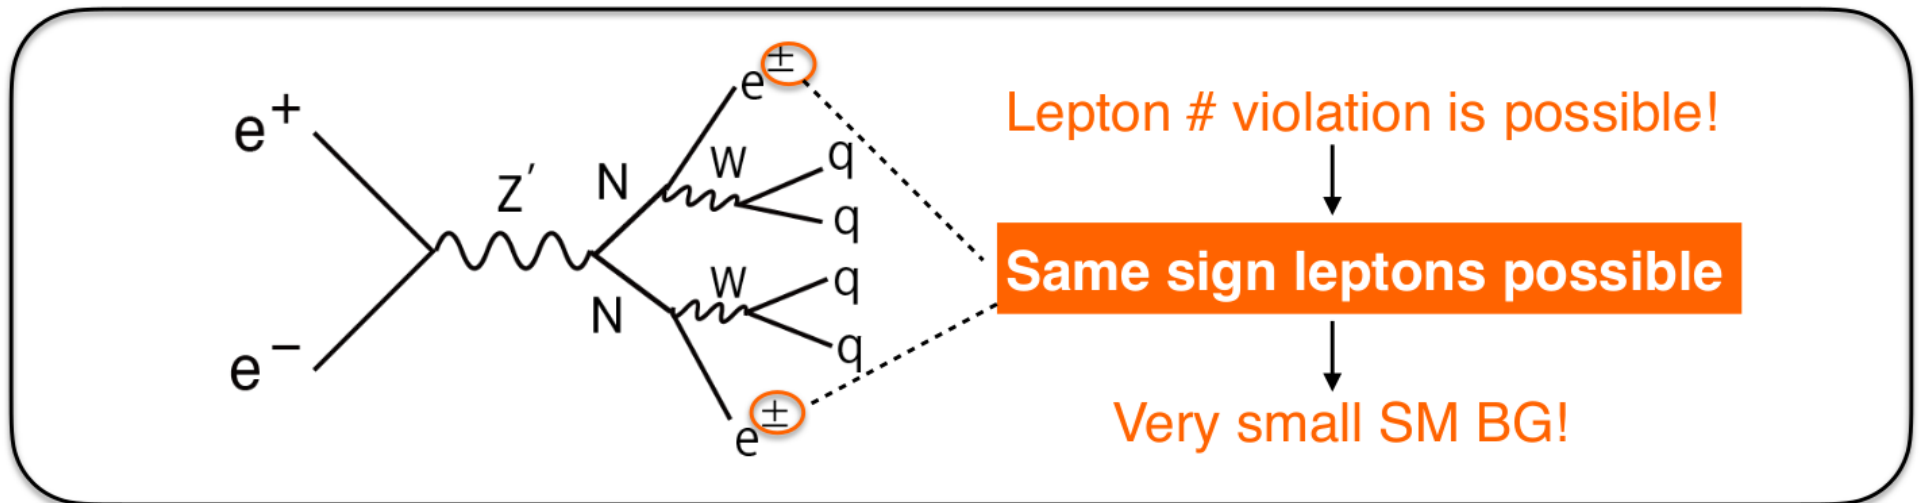 e+
e−
Z′
N
N
W
W
e±
q
q
q
q
e±
Lepton # violation is possible!
Same sign leptons possible
Very small SM BG!